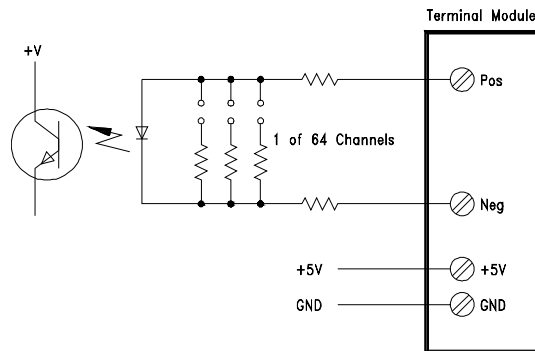 Terminal Module
+V
Pos
1 of 64 Channels
Neg
+5V
+5V
GND
GND